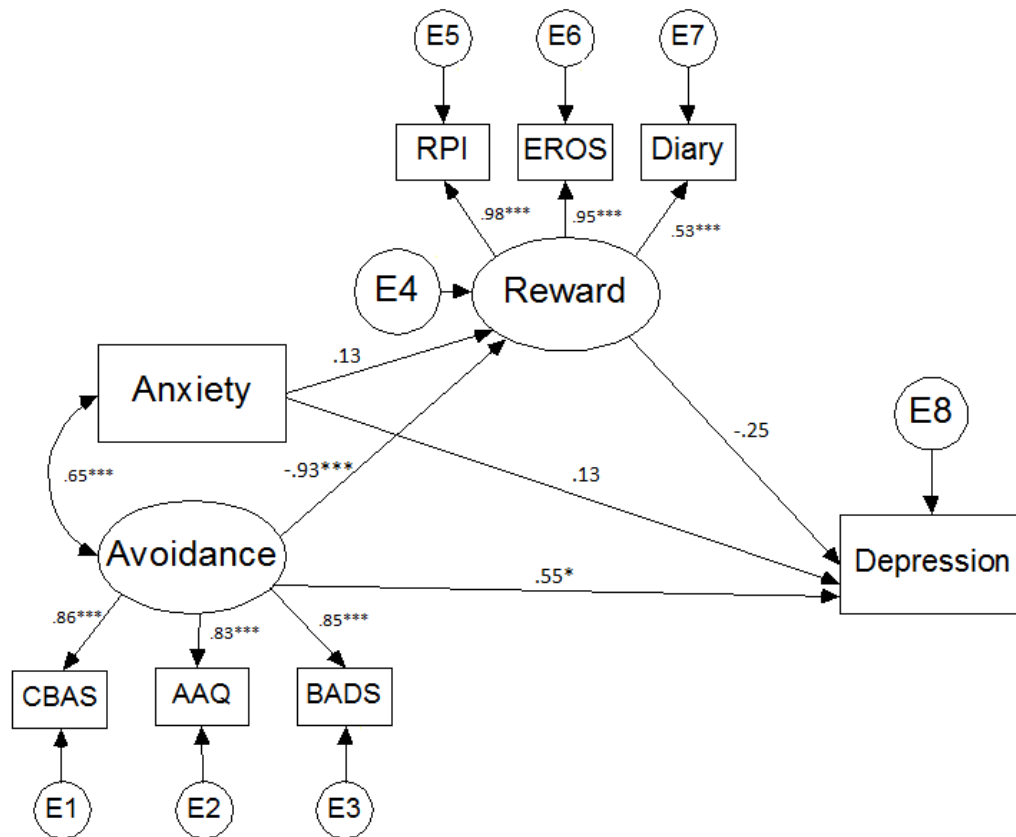 E5
E6
E7
RPI
EROS
Diary
.98***
.95***
.53***
E4
Reward
.13
Anxiety
E8
-.25
.65***
-.93***
.13
Avoidance
Depression
.55*
.86***
.83***
.85***
CBAS
AAQ
BADS
E1
E2
E3